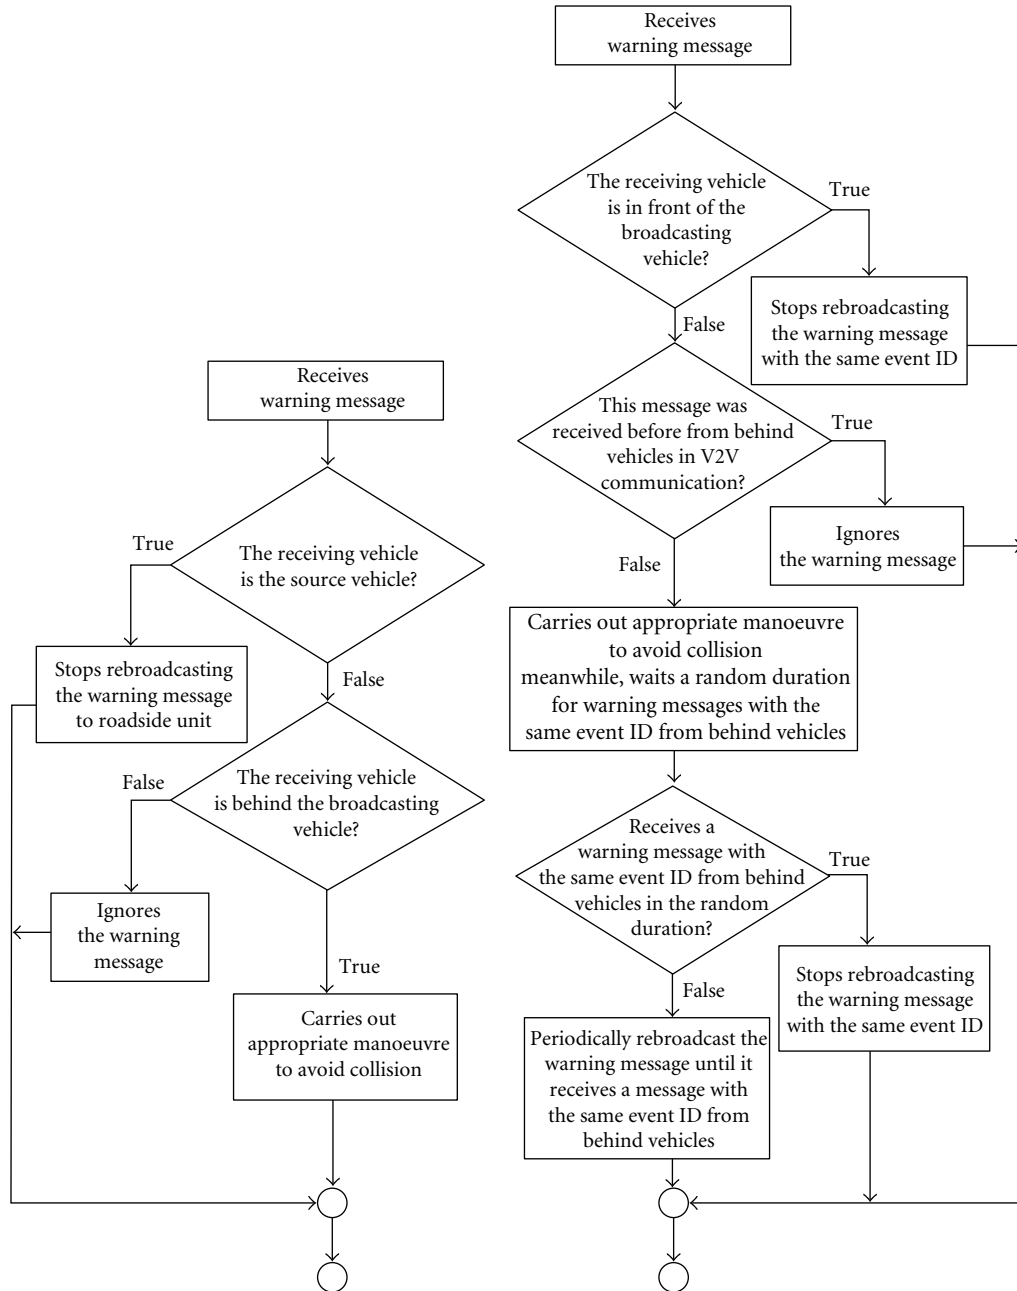 Receives
warning message
The receiving vehicle
is the source vehicle?
True
False
Stops rebroadcasting
the warning message
to roadside unit
The receiving vehicle
is behind the broadcasting
vehicle?
False
True
Ignores
the warning
message
Carries out
appropriate manoeuvre
to avoid collision
Receives
warning message
The receiving vehicle
is in front of the
broadcasting
vehicle?
True
False
Stops rebroadcasting
the warning message
with the same event ID
This message was
received before from behind
vehicles in V2V
communication?
True
False
Ignores
the warning message
Carries out appropriate manoeuvre
to avoid collision
meanwhile, waits a random duration
for warning messages with the
same event ID from behind vehicles
Receives a
warning message with
the same event ID from behind
vehicles in the random
duration?
True
False
Stops rebroadcasting
the warning message
with the same event ID
Periodically rebroadcast the
warning message until it
receives a message with
the same event ID from
behind vehicles